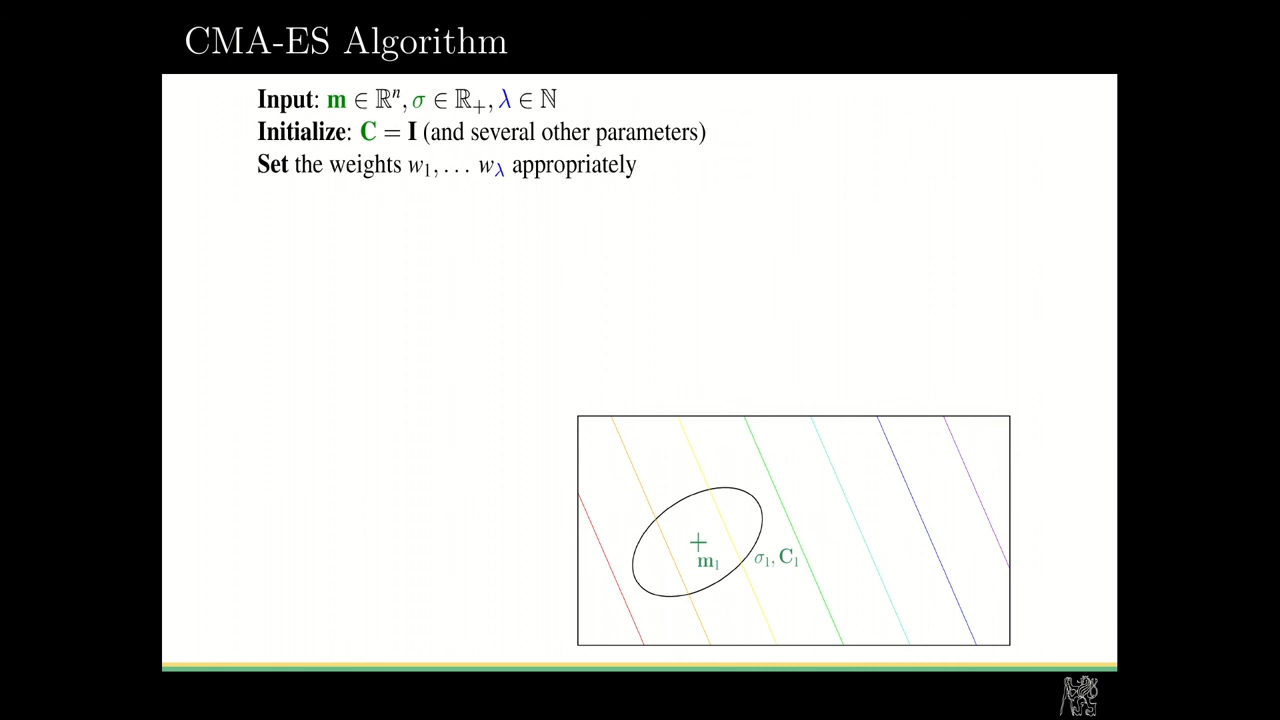 CMA-ES Algorithm
Input: m ∈ ℝⁿ, σ ∈ ℝ₊, λ ∈ ℕ
Initialize: C = I (and several other parameters)
Set the weights w₁, … w_λ appropriately
m₁
σ₁, C₁